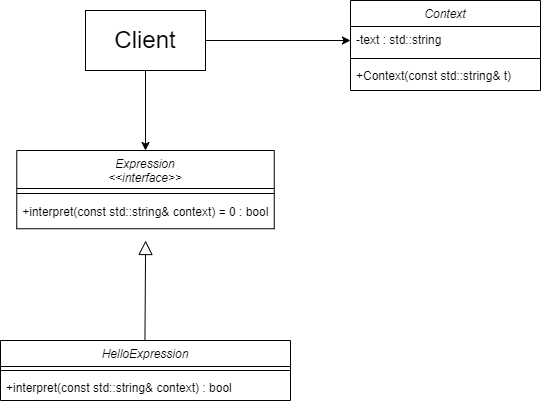 Client
Context
-text : std::string
+Context(const std::string& t)
Expression
<<interface>>
+interpret(const std::string& context) = 0 : bool
HelloExpression
+interpret(const std::string& context) : bool